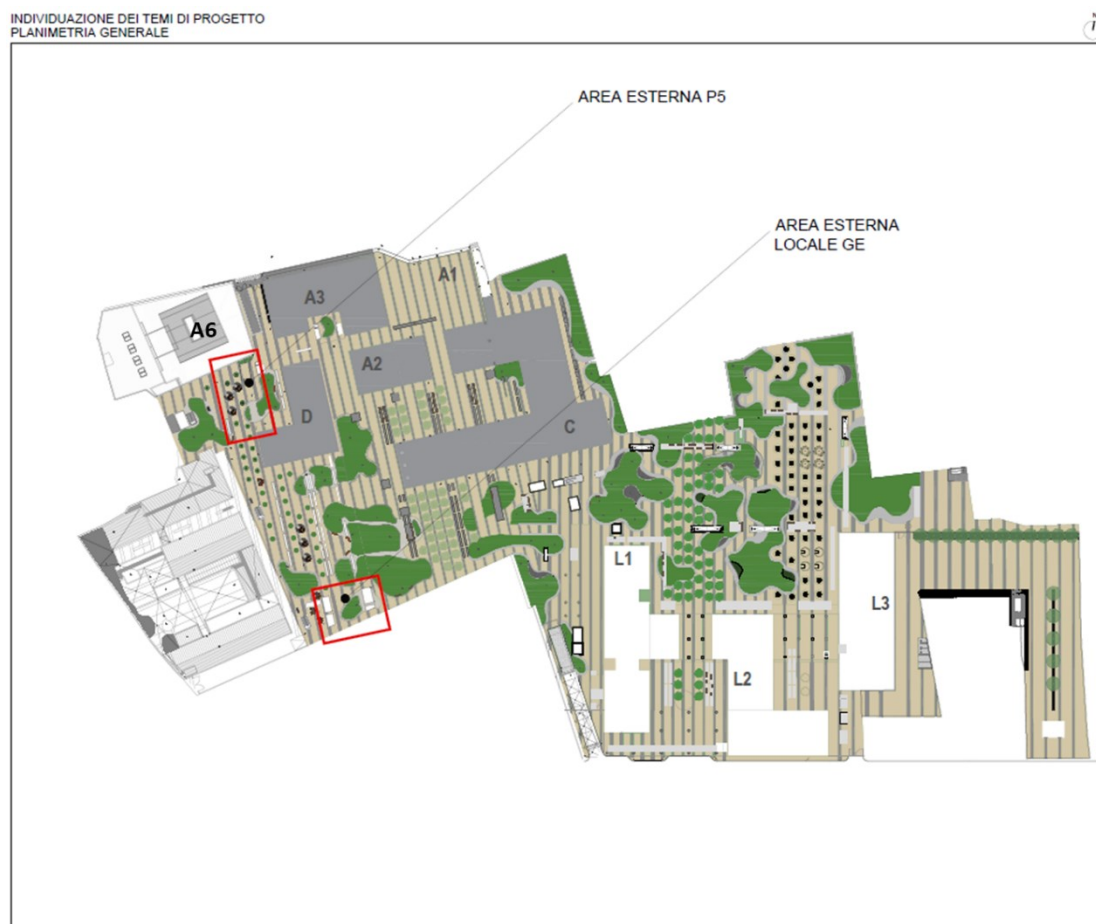 INDIVIDUAZIONE DEI TEMI DI PROGETTO
PLANIMETRIA GENERALE
AREA ESTERNA P5
AREA ESTERNA
LOCALE GE
A1
A3
A6
A2
D
C
L1
L3
L2